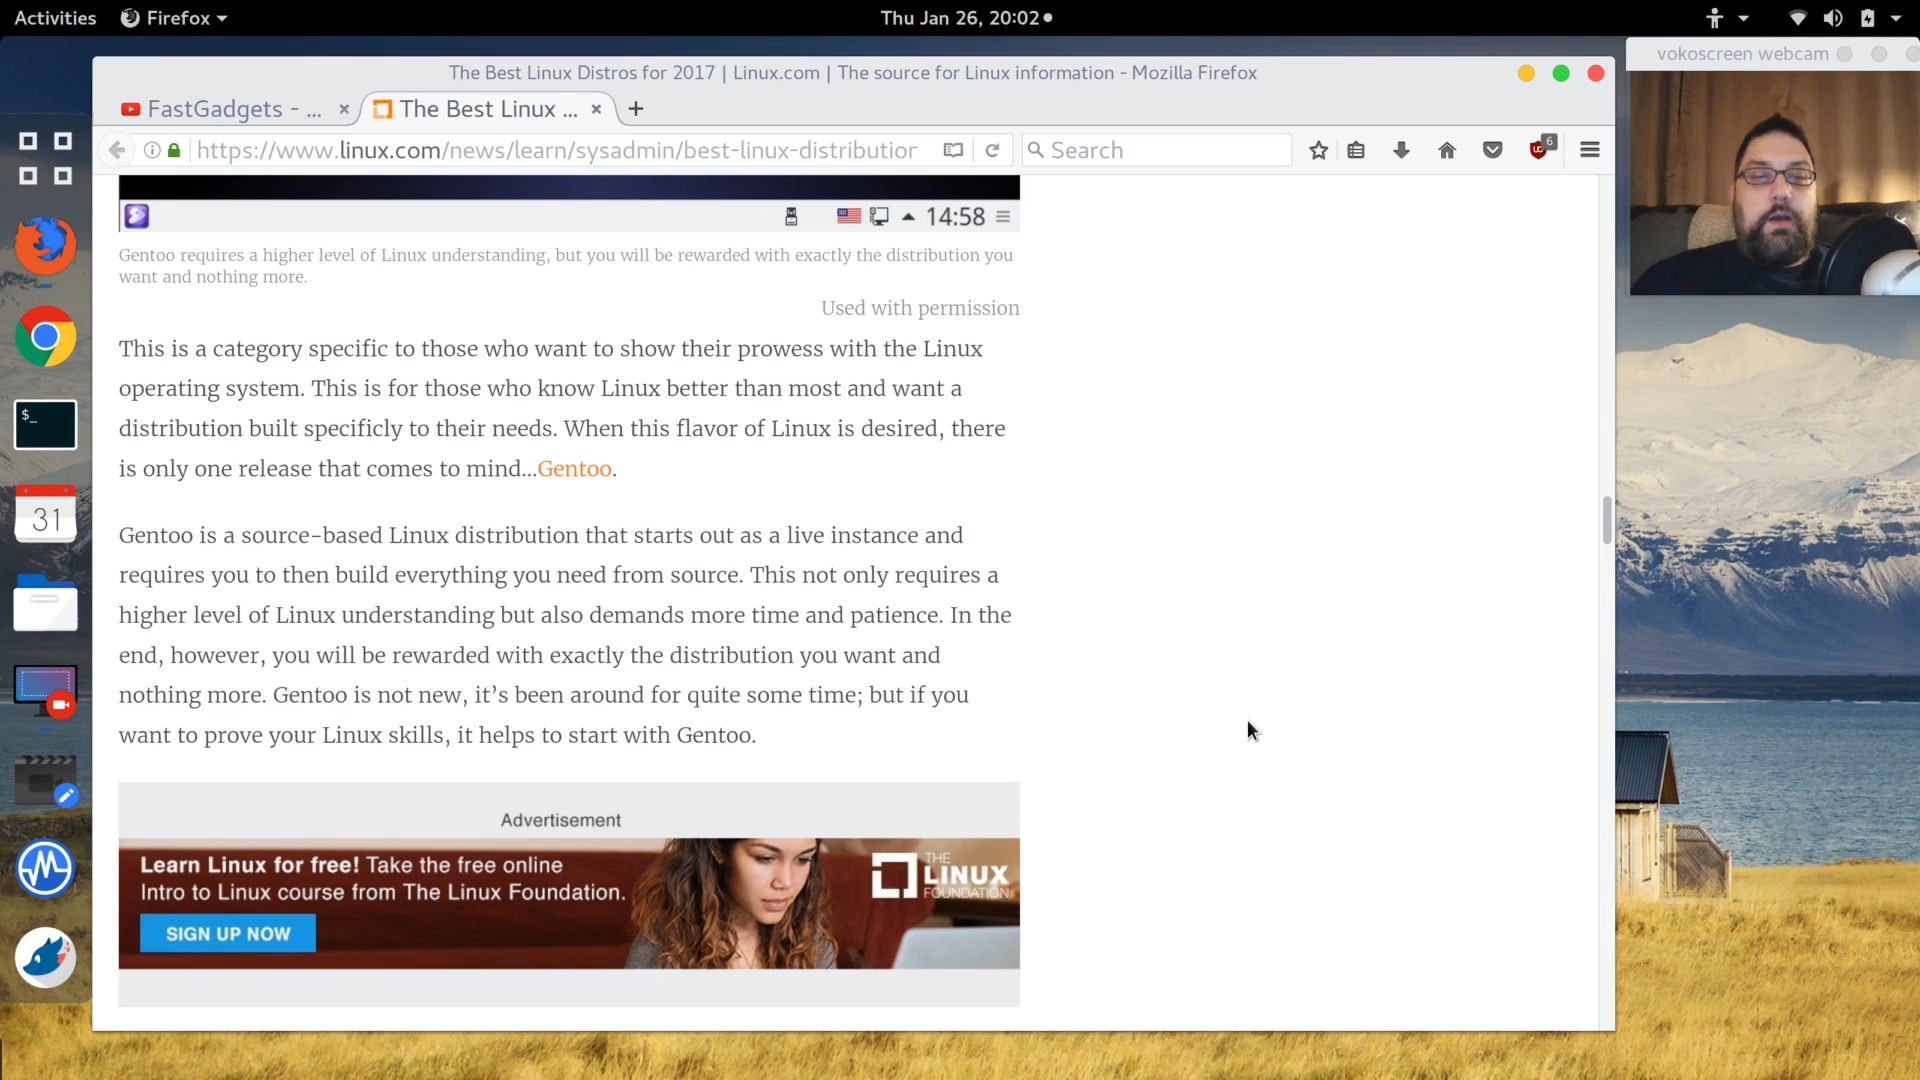 Activities
Firefox
Thu Jan 26, 20:02
vokoscreen webcam
The Best Linux Distros for 2017 | Linux.com | The source for Linux information - Mozilla Firefox
FastGadgets - ...
The Best Linux ...
https://www.linux.com/news/learn/sysadmin/best-linux-distribution
Search
6
14:58
Gentoo requires a higher level of Linux understanding, but you will be rewarded with exactly the distribution you
want and nothing more.
Used with permission
This is a category specific to those who want to show their prowess with the Linux
operating system. This is for those who know Linux better than most and want a
distribution built specificly to their needs. When this flavor of Linux is desired, there
is only one release that comes to mind...Gentoo.
Gentoo is a source-based Linux distribution that starts out as a live instance and
requires you to then build everything you need from source. This not only requires a
higher level of Linux understanding but also demands more time and patience. In the
end, however, you will be rewarded with exactly the distribution you want and
nothing more. Gentoo is not new, it's been around for quite some time; but if you
want to prove your Linux skills, it helps to start with Gentoo.
Advertisement
Learn Linux for free! Take the free online
Intro to Linux course from The Linux Foundation.
SIGN UP NOW
THE
LINUX
FOUNDATION
$_
31